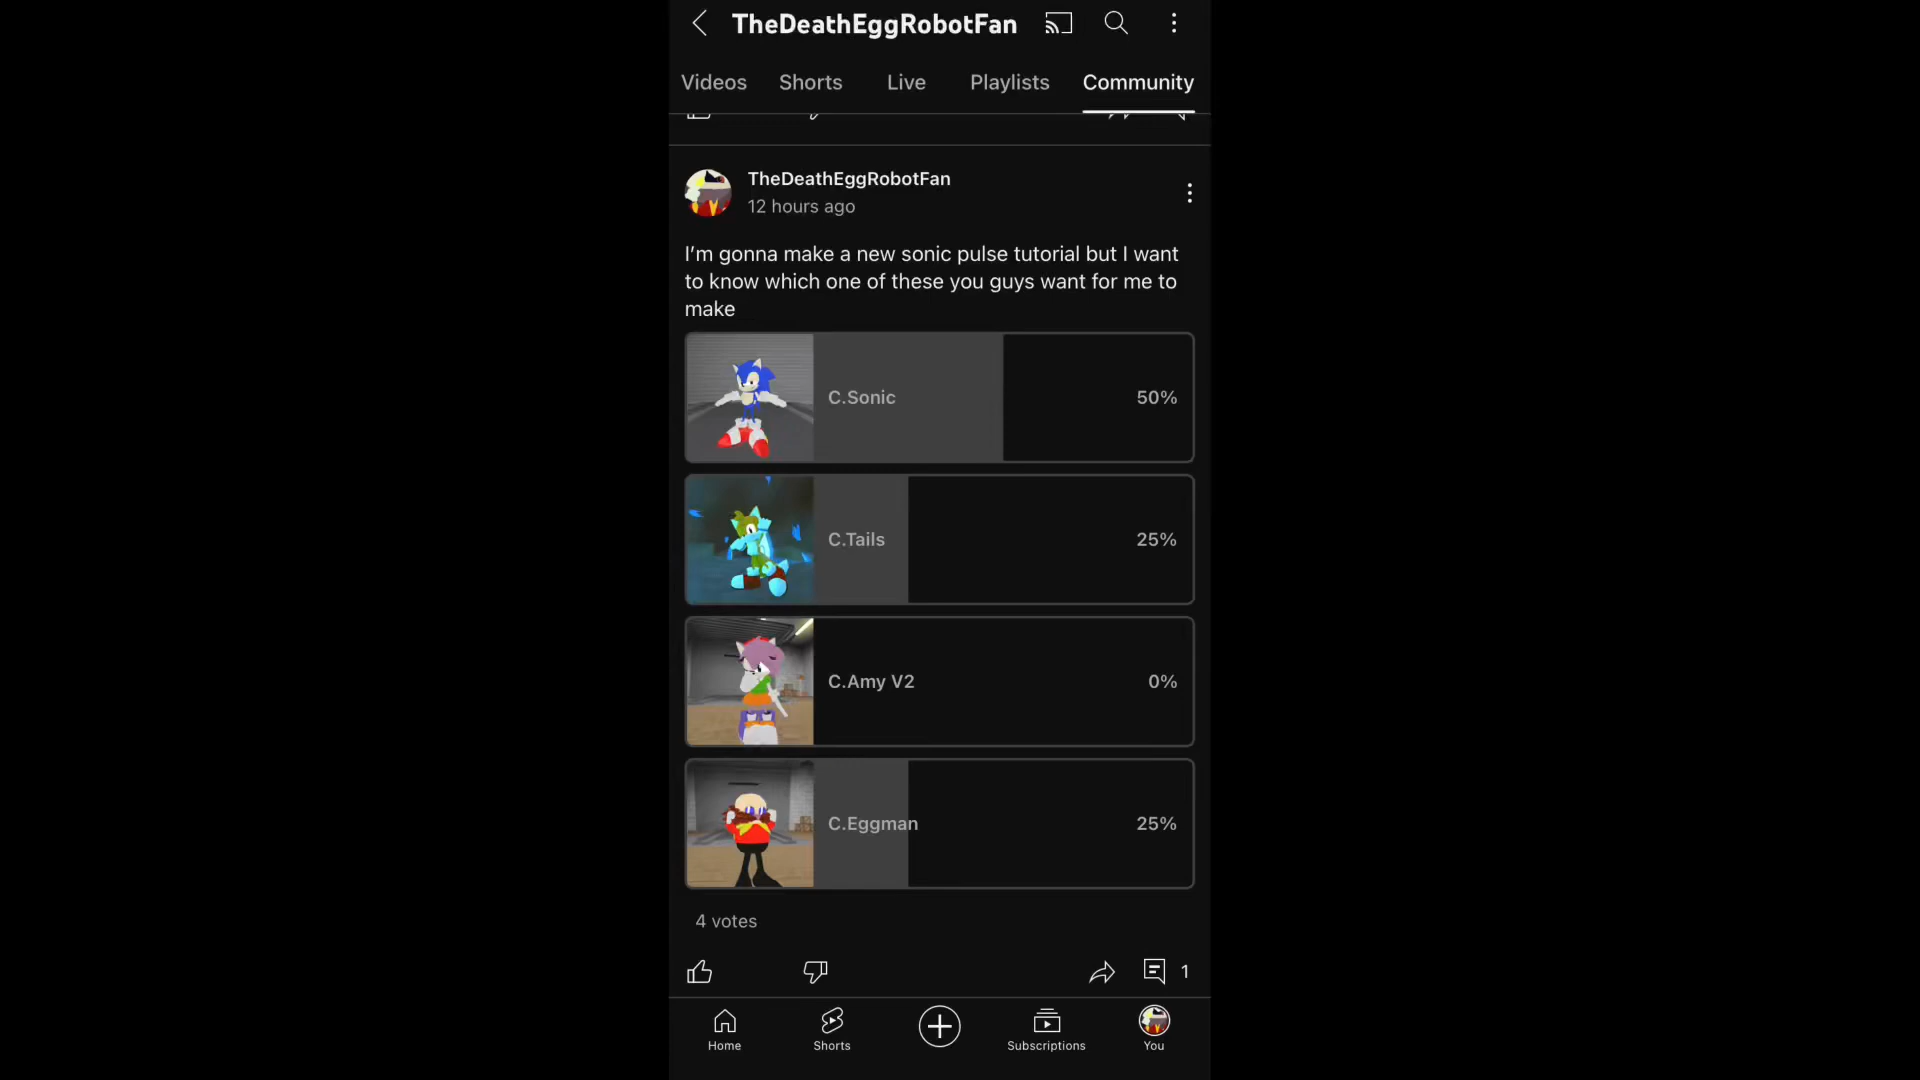 TheDeathEggRobotFan
Videos Shorts Live Playlists Community
TheDeathEggRobotFan
12 hours ago
I’m gonna make a new sonic pulse tutorial but I want
to know which one of these you guys want for me to
make
C.Sonic 50%
C.Tails 25%
C.Amy V2 0%
C.Eggman 25%
4 votes
1
Home Shorts Subscriptions You